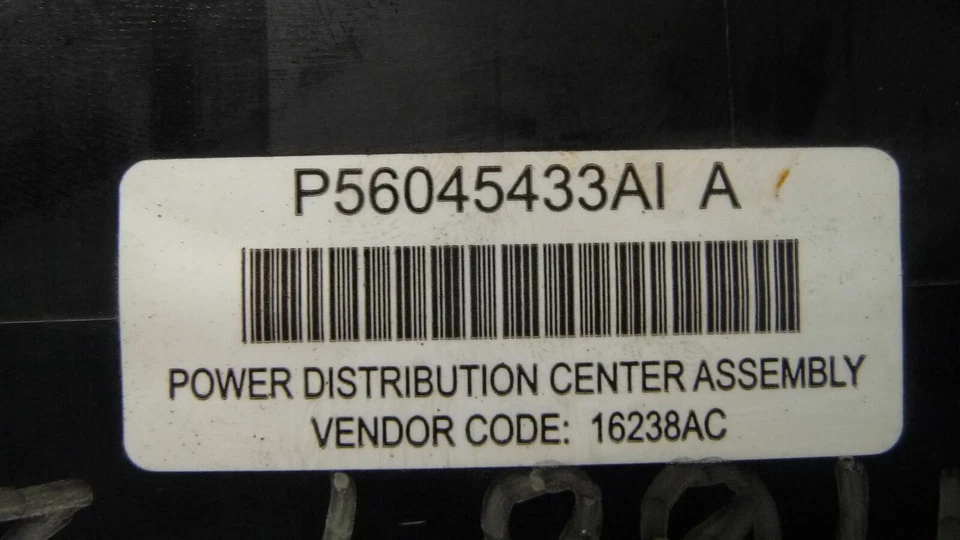 P56045433AI A
POWER DISTRIBUTION CENTER ASSEMBLY
VENDOR CODE: 16238AC